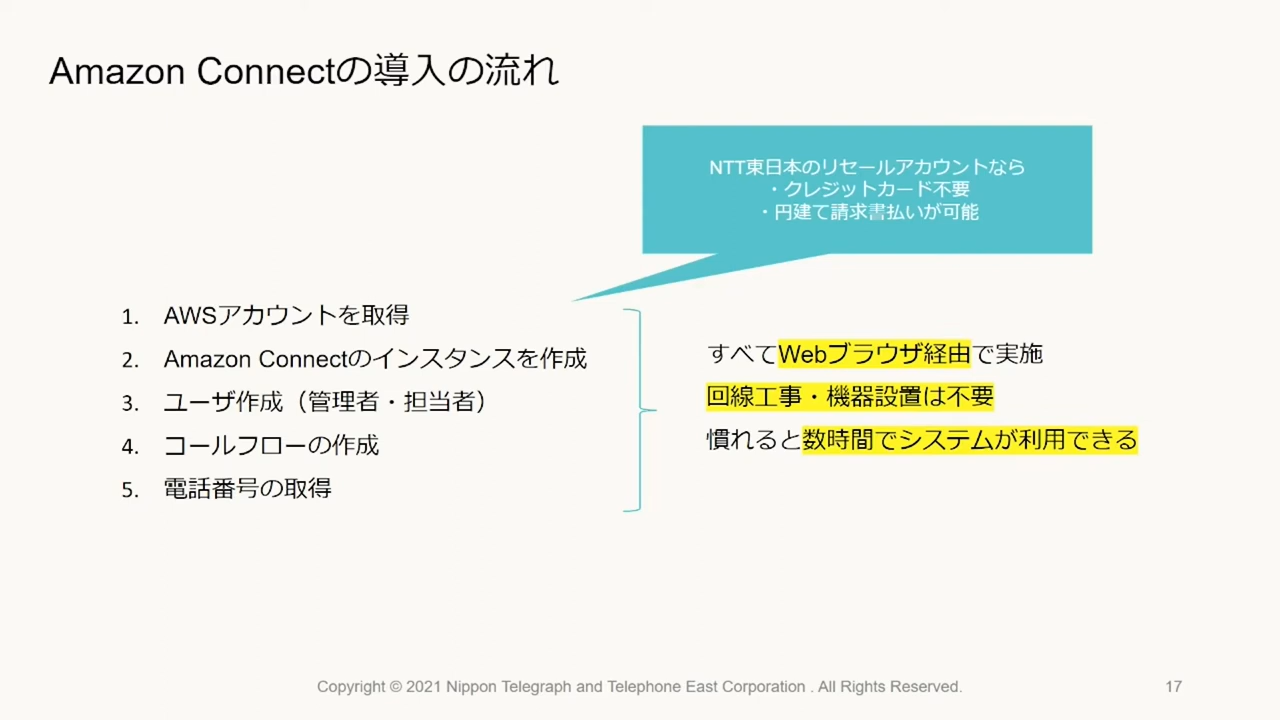 Amazon Connectの導入の流れ
NTT東日本のリセールアカウントなら
・クレジットカード不要
・円建て請求書払いが可能
1. AWSアカウントを取得
2. Amazon Connectのインスタンスを作成
3. ユーザ作成（管理者・担当者）
4. コールフローの作成
5. 電話番号の取得
すべてWebブラウザ経由で実施
回線工事・機器設置は不要
慣れると数時間でシステムが利用できる
Copyright © 2021 Nippon Telegraph and Telephone East Corporation . All Rights Reserved.
17